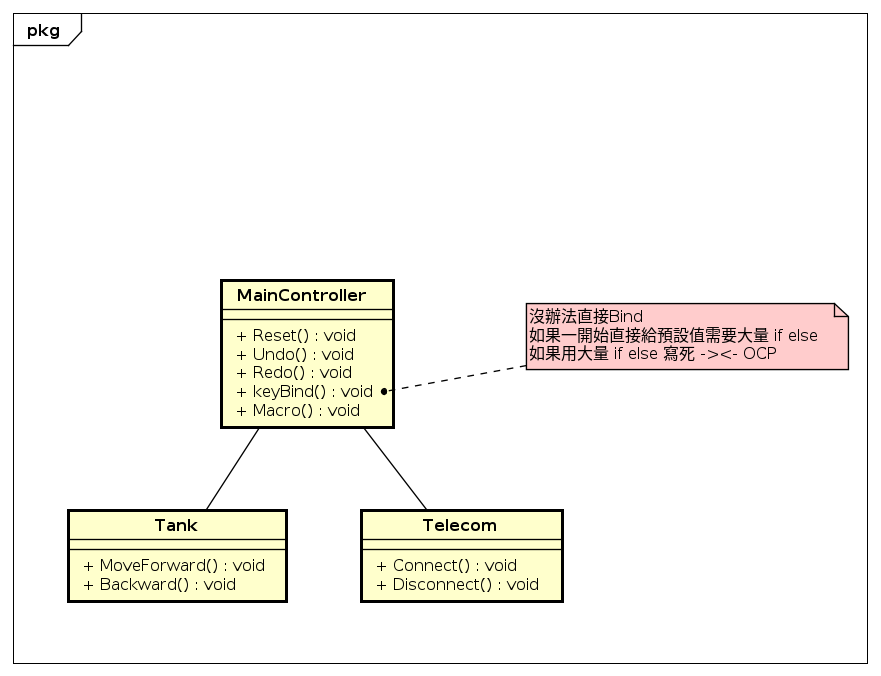 pkg
MainController
+ Reset() : void
+ Undo() : void
+ Redo() : void
+ keyBind() : void
+ Macro() : void
沒辦法直接Bind
如果一開始直接給預設值需要大量 if else
如果用大量 if else 寫死 -><- OCP
Tank
+ MoveForward() : void
+ Backward() : void
Telecom
+ Connect() : void
+ Disconnect() : void